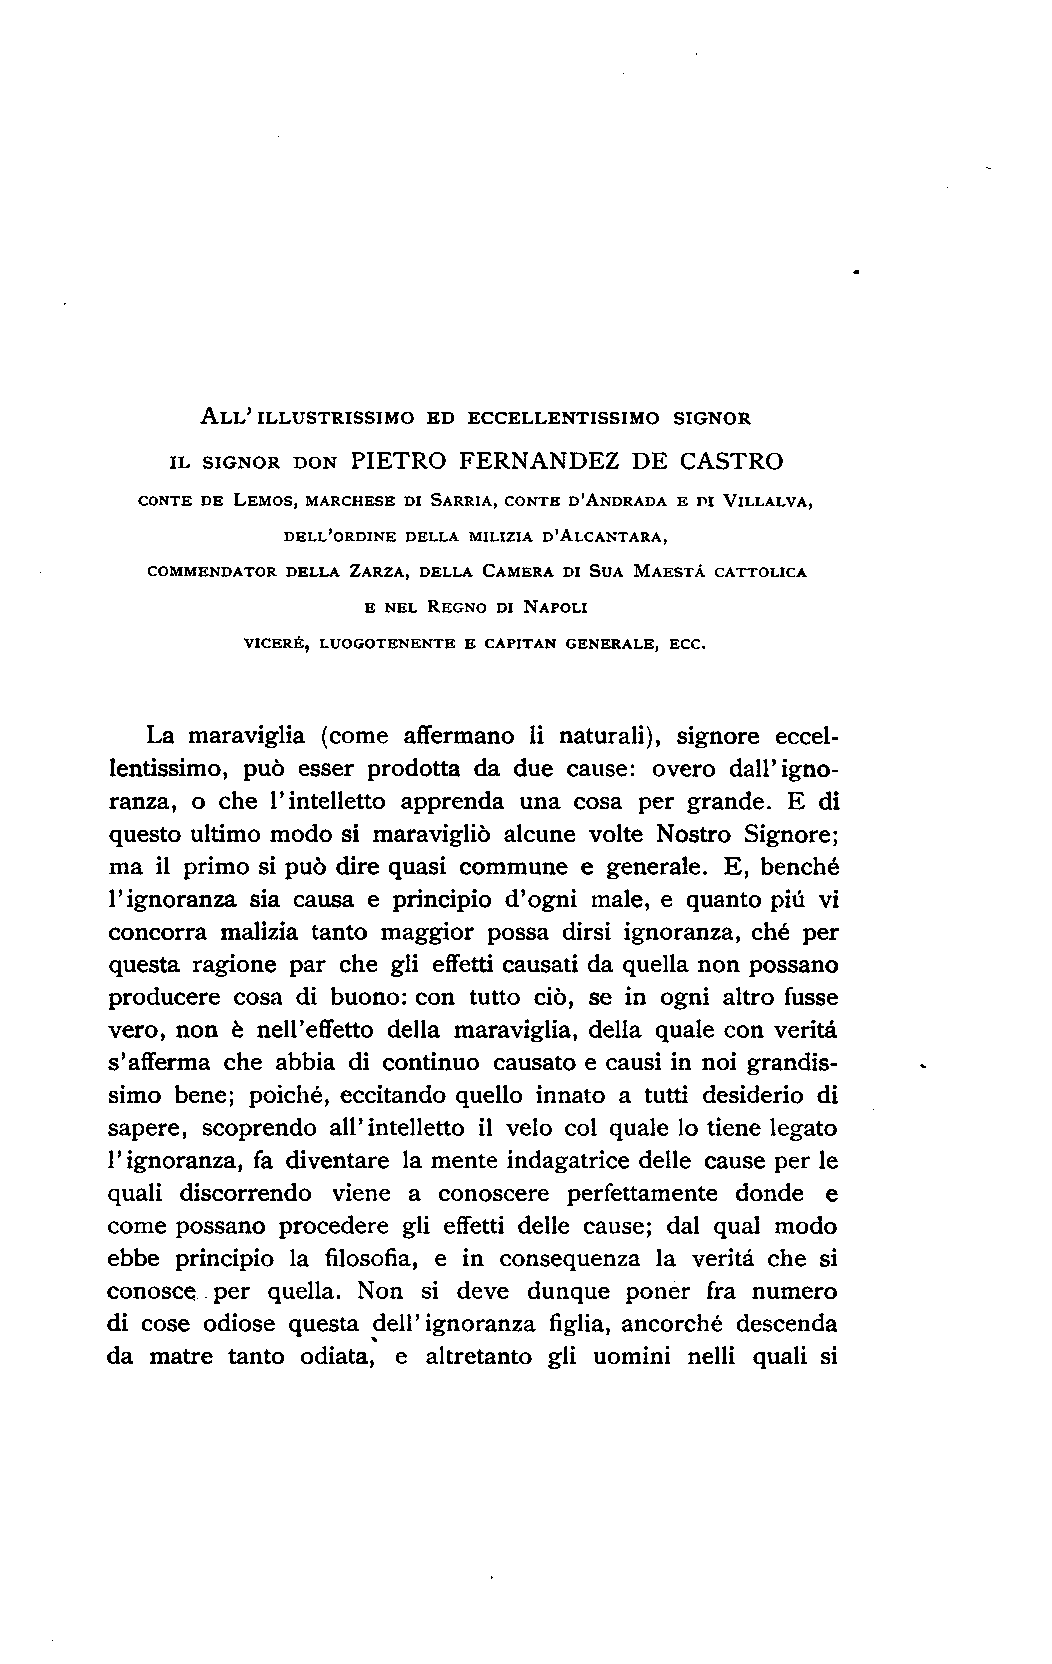 All' illustrissimo ed eccellentissimo signor
il signor don PIETRO FERNANDEZ DE CASTRO
conte de Lemos, marchese di Sarria, conte d'Andrada e di Villalva,
dell'ordine della milizia d'Alcantara,
commendator della Zarza, della Camera di Sua Maestá cattolica
e nel Regno di Napoli
viceré, luogotenente e capitan generale, ecc.
La maraviglia (come affermano li naturali), signore eccel-
lentissimo, può esser prodotta da due cause: overo dall' igno-
ranza, o che l'intelletto apprenda una cosa per grande. E di
questo ultimo modo si maravigliò alcune volte Nostro Signore;
ma il primo si può dire quasi commune e generale. E, benché
l'ignoranza sia causa e principio d'ogni male, e quanto piú vi
concorra malizia tanto maggior possa dirsi ignoranza, ché per
questa ragione par che gli effetti causati da quella non possano
producere cosa di buono: con tutto ciò, se in ogni altro fusse
vero, non è nell'effetto della maraviglia, della quale con veritá
s'afferma che abbia di continuo causato e causi in noi grandis-
simo bene; poiché, eccitando quello innato a tutti desiderio di
sapere, scoprendo all' intelletto il velo col quale lo tiene legato
l'ignoranza, fa diventare la mente indagatrice delle cause per le
quali discorrendo viene a conoscere perfettamente donde e
come possano procedere gli effetti delle cause; dal qual modo
ebbe principio la filosofia, e in consequenza la veritá che si
conosce per quella. Non si deve dunque poner fra numero
di cose odiose questa dell' ignoranza figlia, ancorché descenda
da matre tanto odiata, e altretanto gli uomini nelli quali si